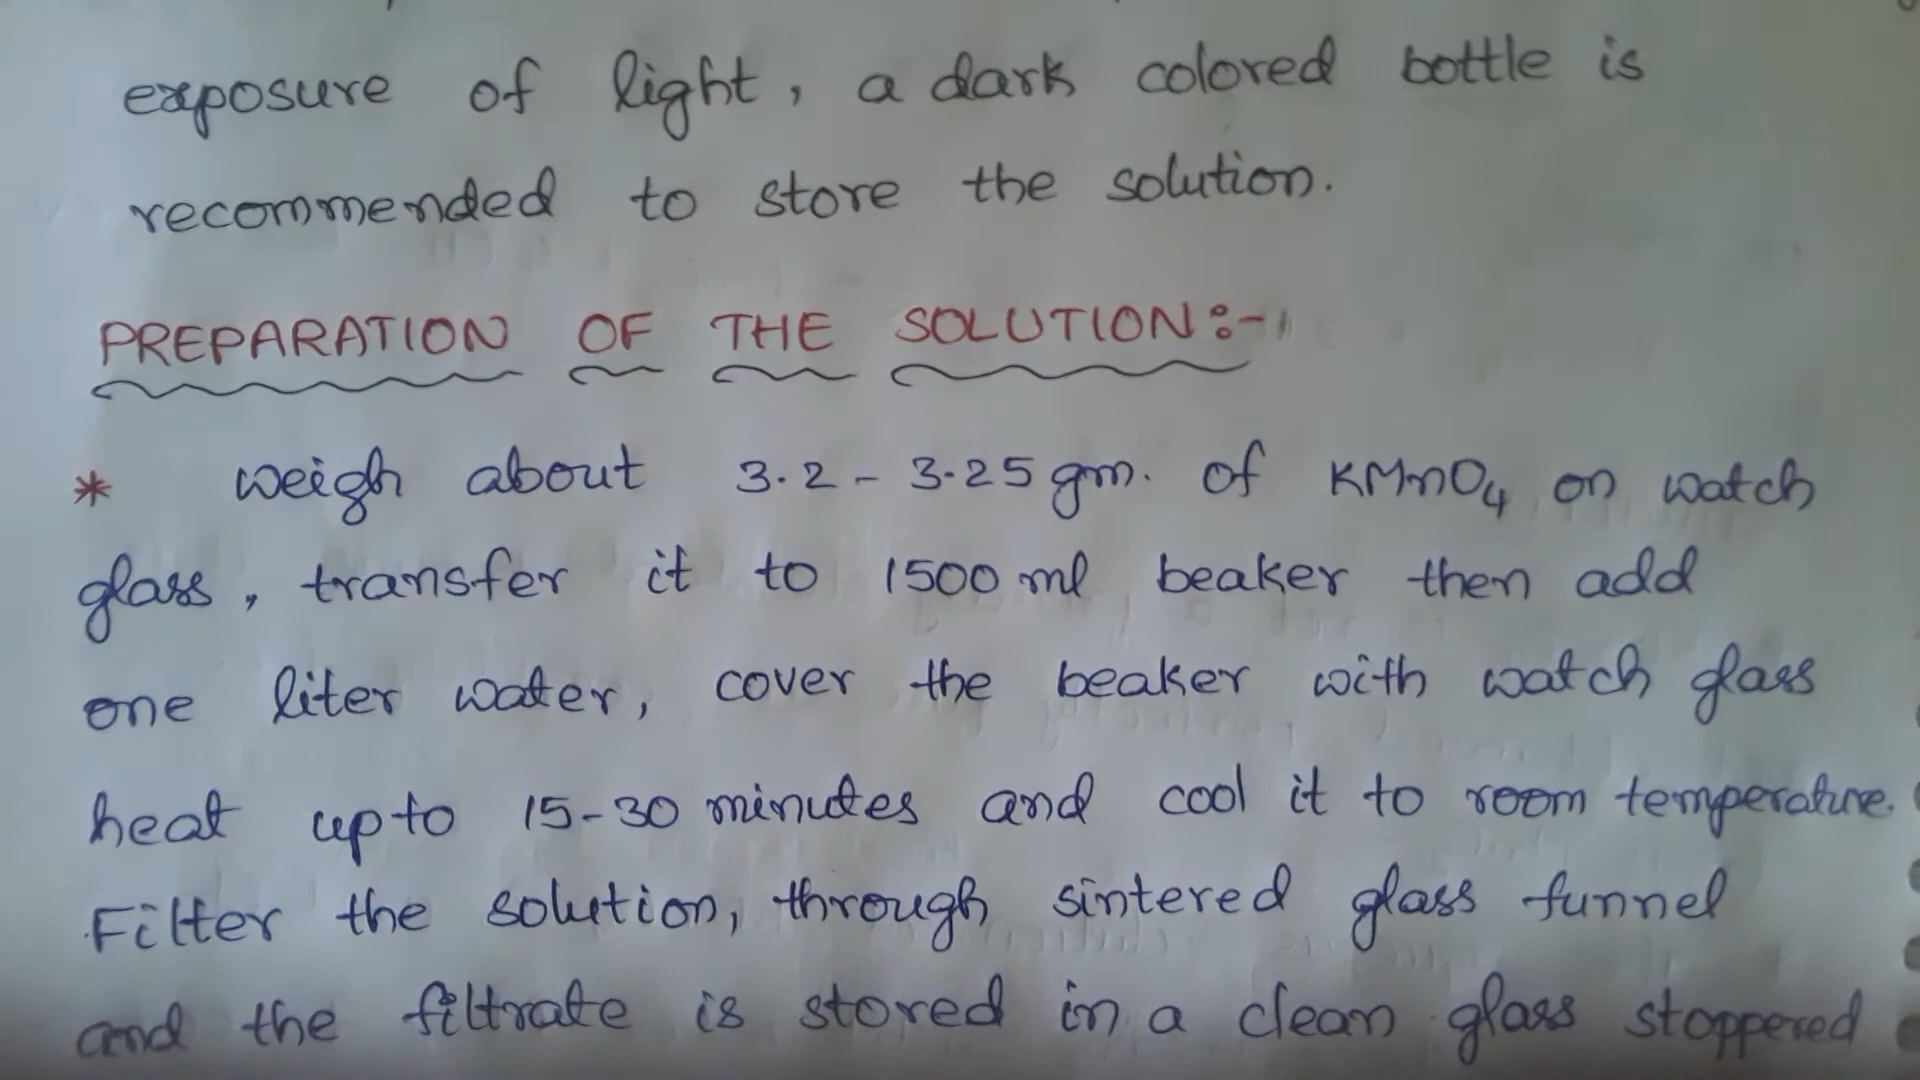 exposure of light, a dark colored bottle is
recommended to store the solution.
PREPARATION OF THE SOLUTION:-
* weigh about 3.2 - 3.25 gm. of KMnO4 on watch
glass, transfer it to 1500 ml beaker then add
one liter water, cover the beaker with watch glass
heat upto 15-30 minutes and cool it to room temperature.
Filter the solution, through sintered glass funnel
and the filtrate is stored in a clean glass stoppered